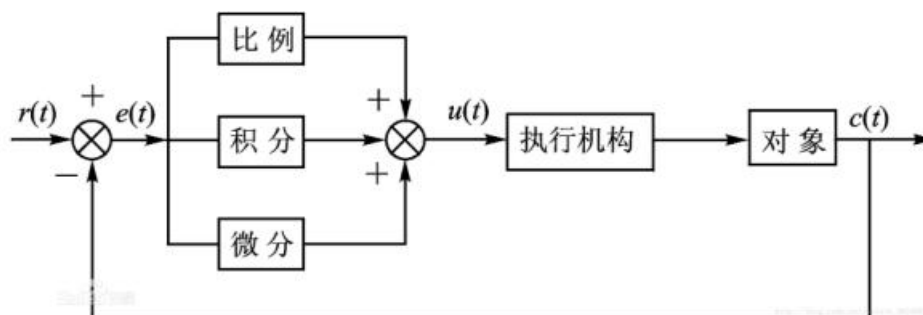 比例
+
r(t)
e(t)
+
u(t)
c(t)
积分
执行机构
对象
−
+
微分